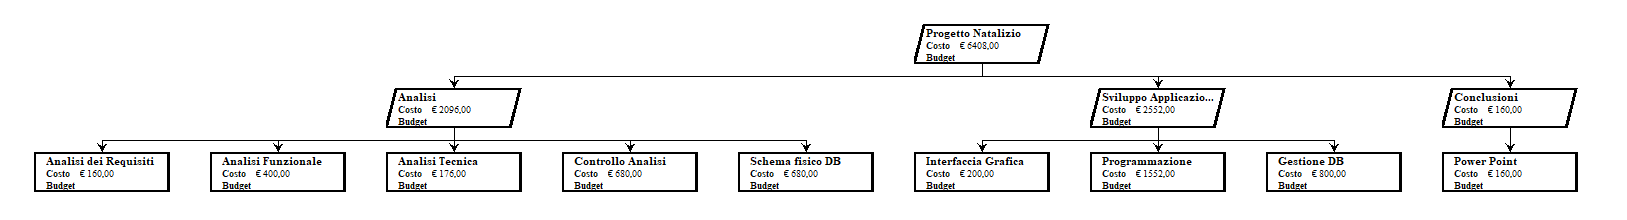 Progetto Natalizio
Costo € 6408,00
Budget
Analisi
Costo € 2096,00
Budget
Sviluppo Applicazio...
Costo € 2552,00
Budget
Conclusioni
Costo € 160,00
Budget
Analisi dei Requisiti
Costo € 160,00
Budget
Analisi Funzionale
Costo € 400,00
Budget
Analisi Tecnica
Costo € 176,00
Budget
Controllo Analisi
Costo € 680,00
Budget
Schema fisico DB
Costo € 680,00
Budget
Interfaccia Grafica
Costo € 200,00
Budget
Programmazione
Costo € 1552,00
Budget
Gestione DB
Costo € 800,00
Budget
Power Point
Costo € 160,00
Budget